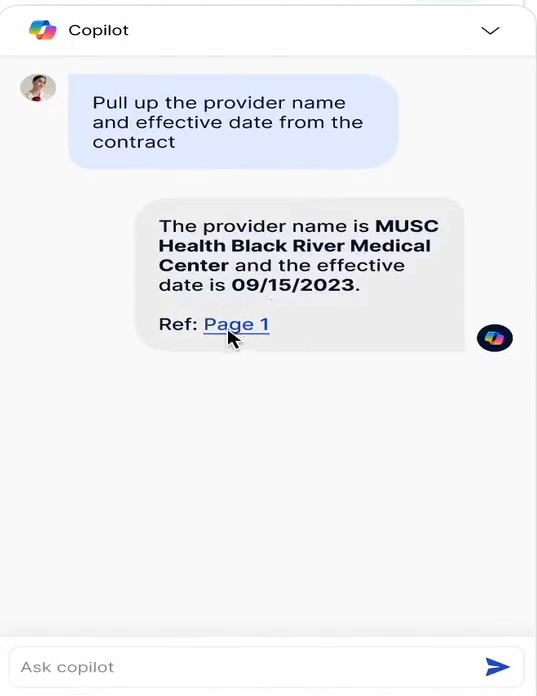 Copilot
Pull up the provider name
and effective date from the
contract
The provider name is MUSC
Health Black River Medical
Center and the effective
date is 09/15/2023.
Ref: Page 1
Ask copilot